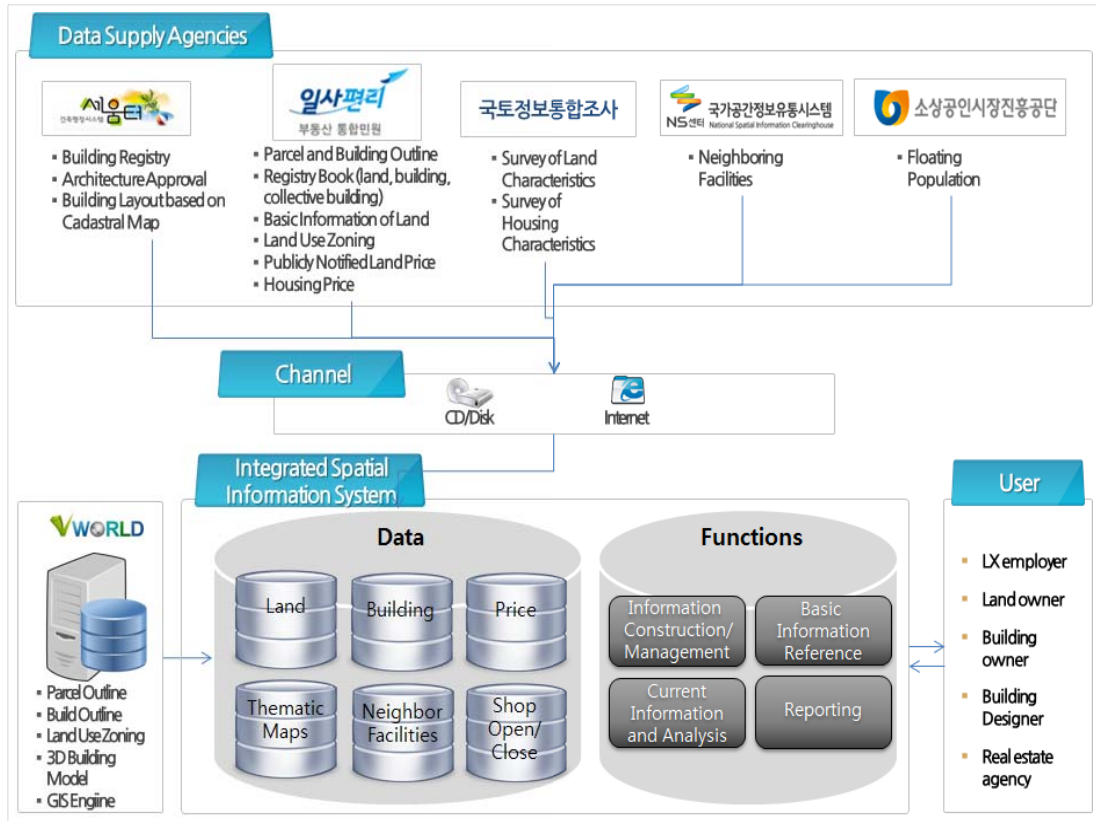 Data Supply Agencies
세움터
건축행정시스템
▪ Building Registry
▪ Architecture Approval
▪ Building Layout based on
Cadastral Map
일사편리
부동산 통합민원
▪ Parcel and Building Outline
▪ Registry Book (land, building,
collective building)
▪ Basic Information of Land
▪ Land Use Zoning
▪ Publicly Notified Land Price
▪ Housing Price
국토정보통합조사
▪ Survey of Land
Characteristics
▪ Survey of
Housing
Characteristics
NS센터
국가공간정보유통시스템
National Spatial Information Clearinghouse
▪ Neighboring
Facilities
소상공인시장진흥공단
▪ Floating
Population
Channel
CD/Disk
Internet
Integrated Spatial
Information System
VWORLD
▪ Parcel Outline
▪ Build Outline
▪ Land Use Zoning
▪ 3D Building
Model
▪ GIS Engiine
Data
Land
Building
Price
Thematic
Maps
Neighbor
Facilities
Shop
Open/
Close
Functions
Information
Construction/
Management
Basic
Information
Reference
Current
Information
and Analysis
Reporting
User
▪ LX employer
▪ Land owner
▪ Building
owner
▪ Building
Designer
▪ Real estate
agency